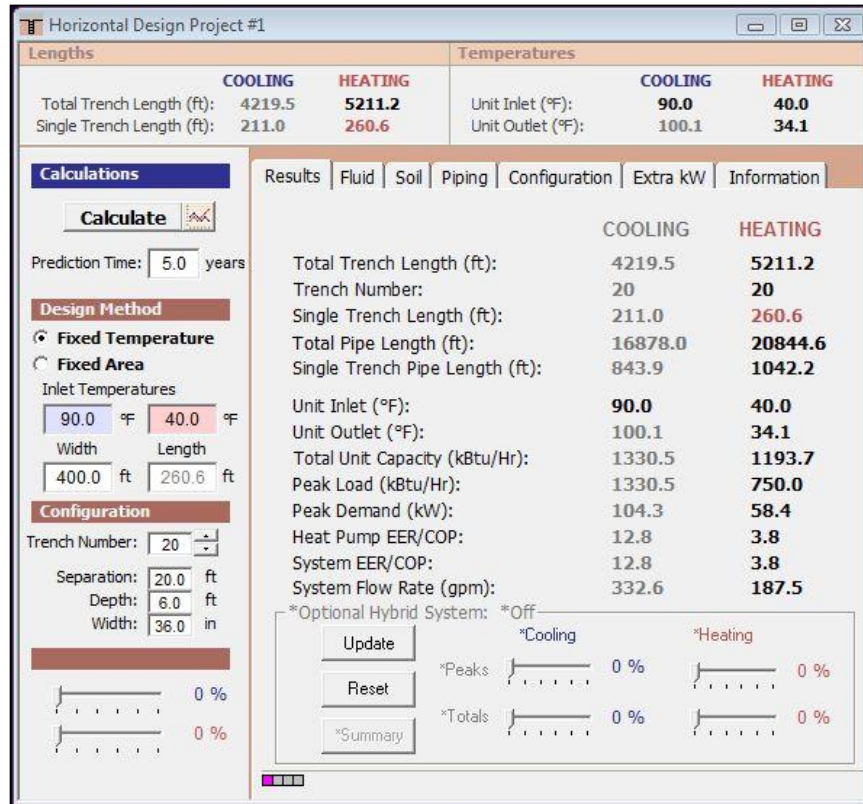 Horizontal Design Project #1
Lengths
COOLING HEATING
Total Trench Length (ft): 4219.5 5211.2
Single Trench Length (ft): 211.0 260.6
Temperatures
COOLING HEATING
Unit Inlet (ºF): 90.0 40.0
Unit Outlet (ºF): 100.1 34.1
Calculations
Calculate
Prediction Time: 5.0 years
Design Method
Fixed Temperature
Fixed Area
Inlet Temperatures
90.0 ºF 40.0 ºF
Width Length
400.0 ft 260.6 ft
Configuration
Trench Number: 20
Separation: 20.0 ft
Depth: 6.0 ft
Width: 36.0 in
0 %
0 %
Results Fluid Soil Piping Configuration Extra kW Information
COOLING HEATING
Total Trench Length (ft): 4219.5 5211.2
Trench Number: 20 20
Single Trench Length (ft): 211.0 260.6
Total Pipe Length (ft): 16878.0 20844.6
Single Trench Pipe Length (ft): 843.9 1042.2
Unit Inlet (ºF): 90.0 40.0
Unit Outlet (ºF): 100.1 34.1
Total Unit Capacity (kBtu/Hr): 1330.5 1193.7
Peak Load (kBtu/Hr): 1330.5 750.0
Peak Demand (kW): 104.3 58.4
Heat Pump EER/COP: 12.8 3.8
System EER/COP: 12.8 3.8
System Flow Rate (gpm): 332.6 187.5
*Optional Hybrid System: *Off
Update *Cooling *Heating
*Peaks 0 % 0 %
Reset
*Totals 0 % 0 %
*Summary